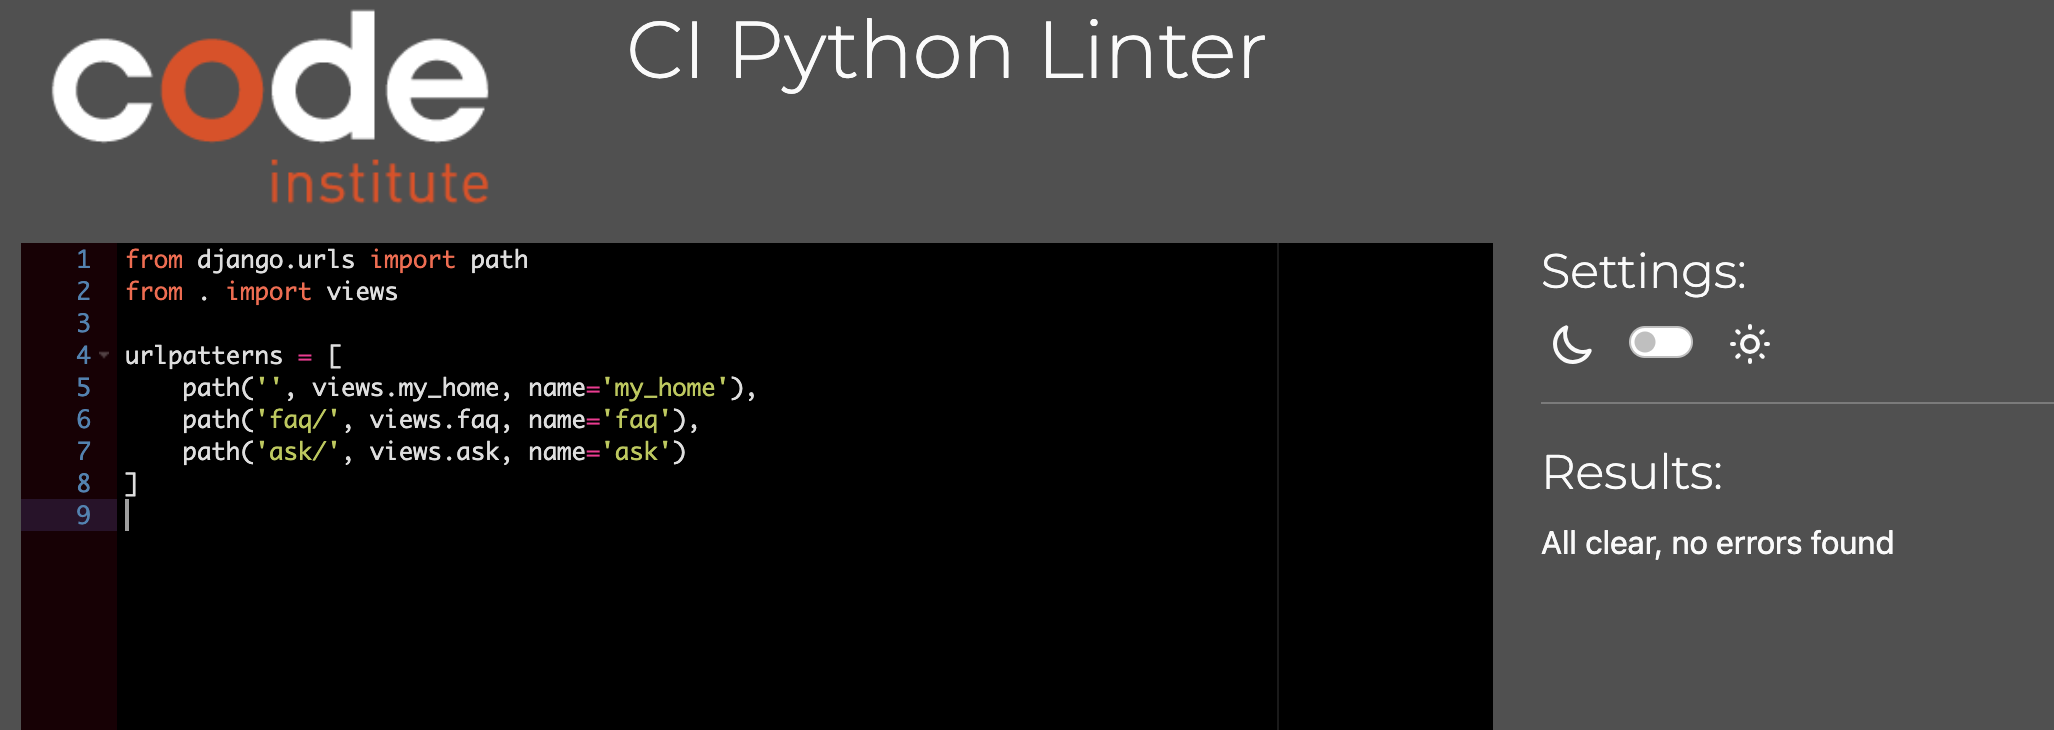 code
institute
CI Python Linter
1 from django.urls import path
2 from . import views
3
4 urlpatterns = [
5     path('', views.my_home, name='my_home'),
6     path('faq/', views.faq, name='faq'),
7     path('ask/', views.ask, name='ask')
8 ]
9
Settings:
Results:
All clear, no errors found